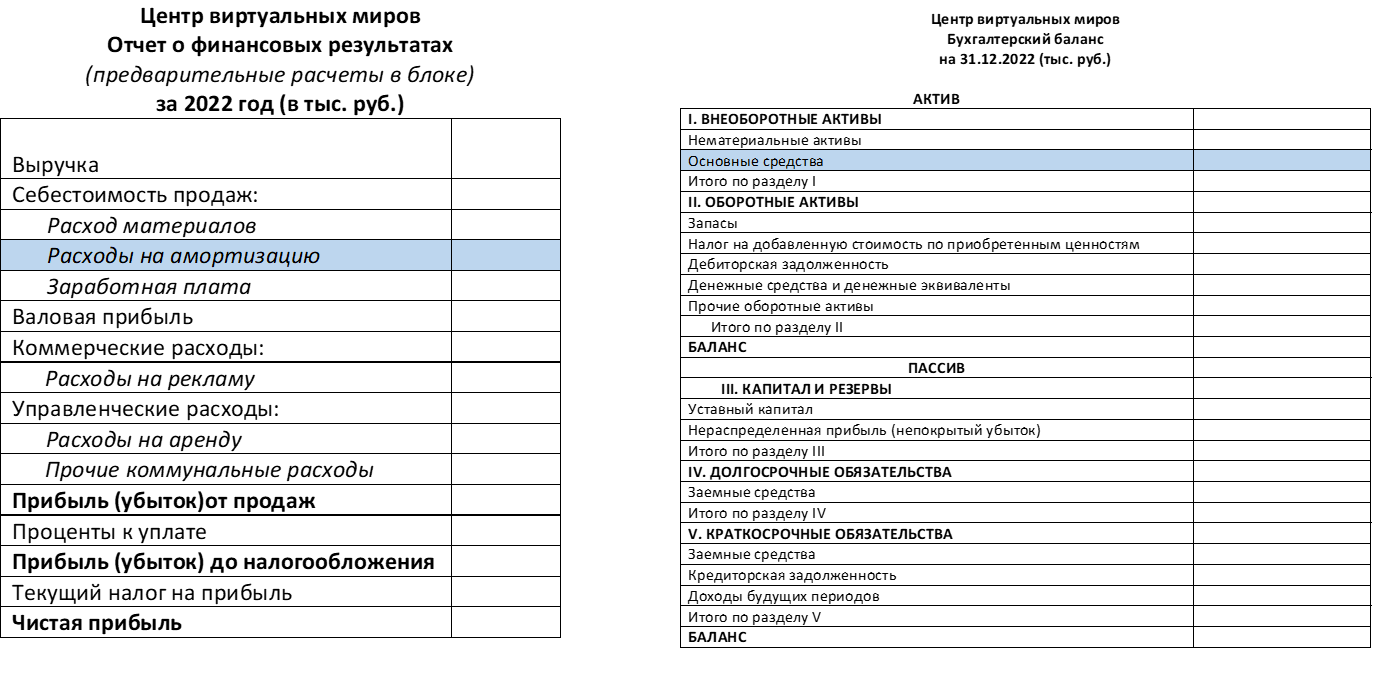 Центр виртуальных миров
Отчет о финансовых результатах
(предварительные расчеты в блоке)
за 2022 год (в тыс. руб.)
Выручка
Себестоимость продаж:
Расход материалов
Расходы на амортизацию
Заработная плата
Валовая прибыль
Коммерческие расходы:
Расходы на рекламу
Управленческие расходы:
Расходы на аренду
Прочие коммунальные расходы
Прибыль (убыток)от продаж
Проценты к уплате
Прибыль (убыток) до налогообложения
Текущий налог на прибыль
Чистая прибыль
Центр виртуальных миров
Бухгалтерский баланс
на 31.12.2022 (тыс. руб.)
АКТИВ
I. ВНЕОБОРОТНЫЕ АКТИВЫ
Нематериальные активы
Основные средства
Итого по разделу I
II. ОБОРОТНЫЕ АКТИВЫ
Запасы
Налог на добавленную стоимость по приобретенным ценностям
Дебиторская задолженность
Денежные средства и денежные эквиваленты
Прочие оборотные активы
Итого по разделу II
БАЛАНС
ПАССИВ
III. КАПИТАЛ И РЕЗЕРВЫ
Уставный капитал
Нераспределенная прибыль (непокрытый убыток)
Итого по разделу III
IV. ДОЛГОСРОЧНЫЕ ОБЯЗАТЕЛЬСТВА
Заемные средства
Итого по разделу IV
V. КРАТКОСРОЧНЫЕ ОБЯЗАТЕЛЬСТВА
Заемные средства
Кредиторская задолженность
Доходы будущих периодов
Итого по разделу V
БАЛАНС